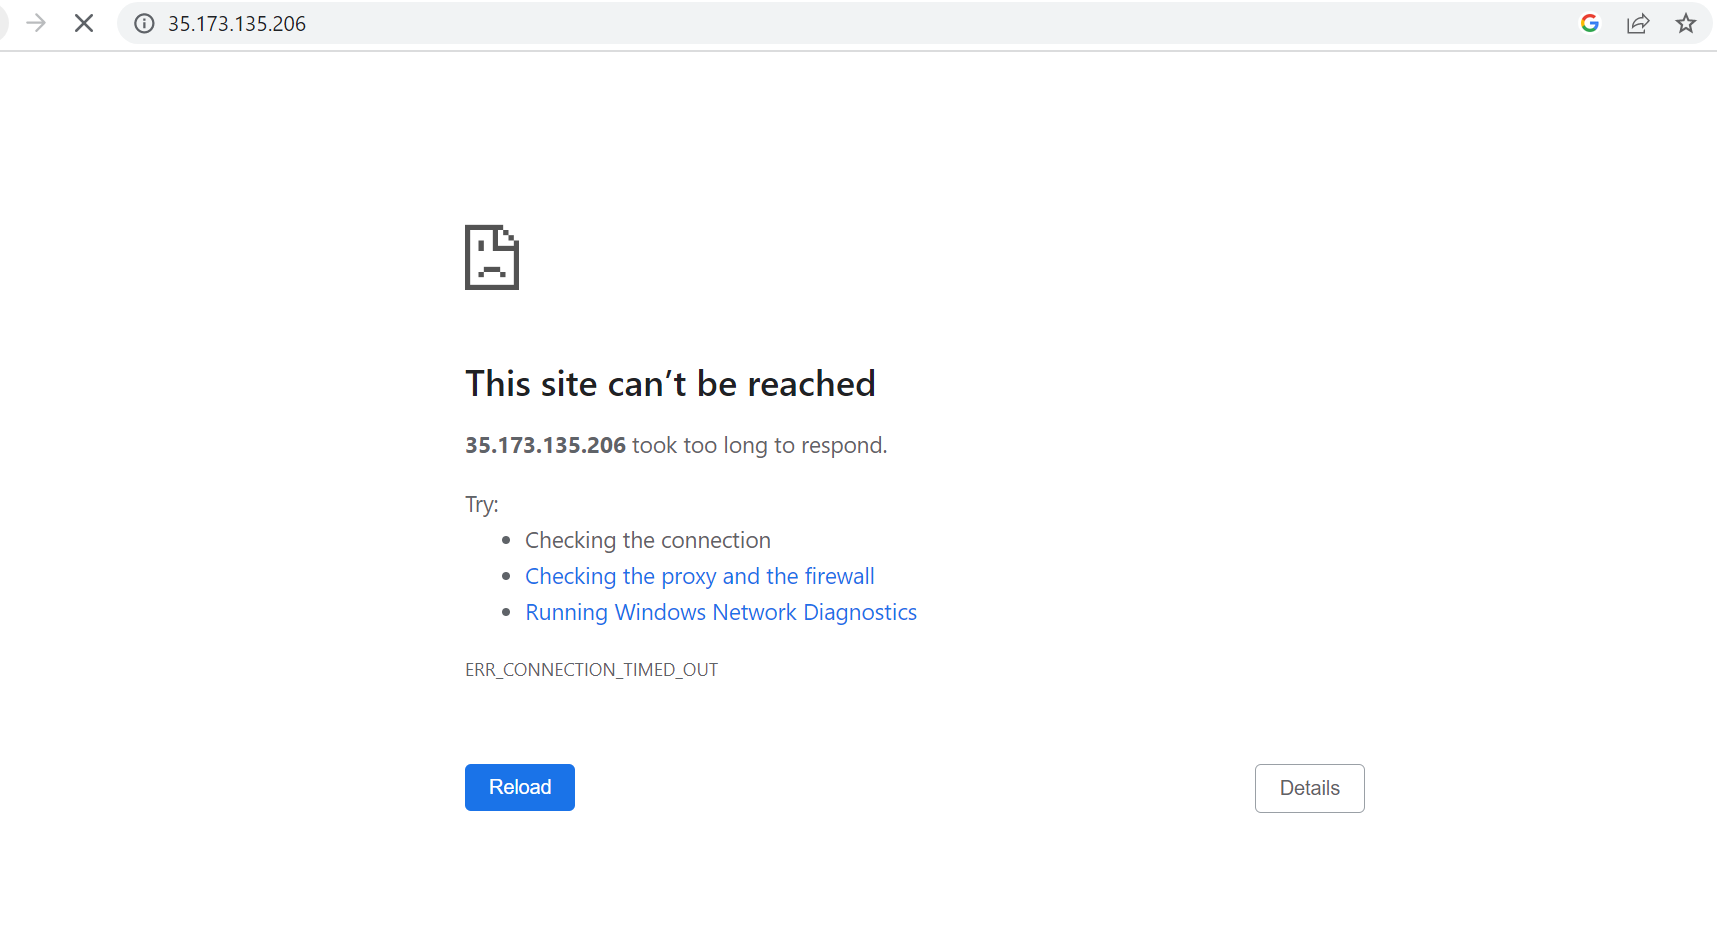 35.173.135.206
This site can’t be reached
35.173.135.206 took too long to respond.
Try:
Checking the connection
Checking the proxy and the firewall
Running Windows Network Diagnostics
ERR_CONNECTION_TIMED_OUT
Reload
Details